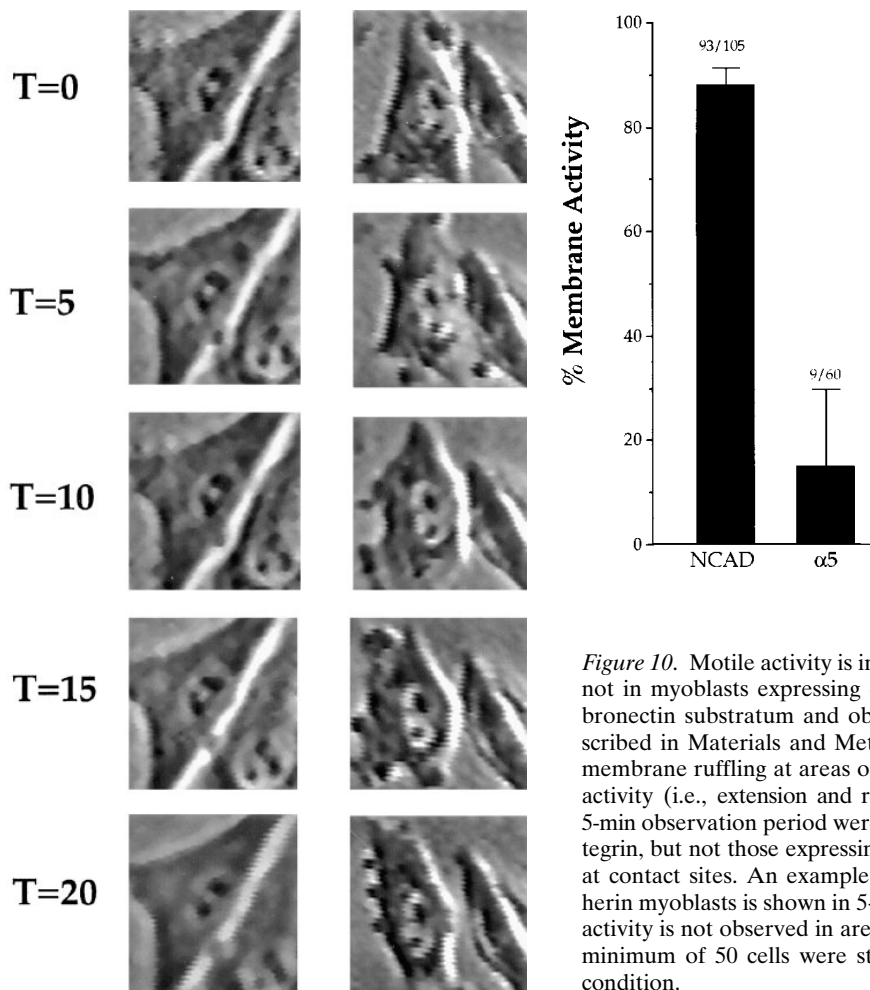 T=0
T=5
T=10
T=15
T=20
% Membrane Activity
100
80
60
40
20
0
93/105
9/60
NCAD
α5
Figure 10. Motile activity is in
not in myoblasts expressing
bronectin substratum and ob
scribed in Materials and Met
membrane ruffling at areas o
activity (i.e., extension and r
5-min observation period were
tegrin, but not those expressin
at contact sites. An example
herin myoblasts is shown in 5-
activity is not observed in are
minimum of 50 cells were st
condition.